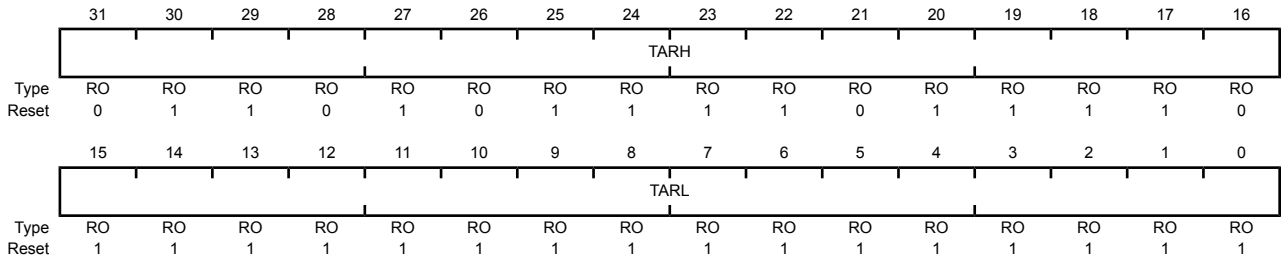 31 30 29 28 27 26 25 24 23 22 21 20 19 18 17 16
TARH
Type RO RO RO RO RO RO RO RO RO RO RO RO RO RO RO RO
Reset 0 1 1 0 1 0 1 1 1 1 0 1 1 1 1 0
15 14 13 12 11 10 9 8 7 6 5 4 3 2 1 0
TARL
Type RO RO RO RO RO RO RO RO RO RO RO RO RO RO RO RO
Reset 1 1 1 1 1 1 1 1 1 1 1 1 1 1 1 1